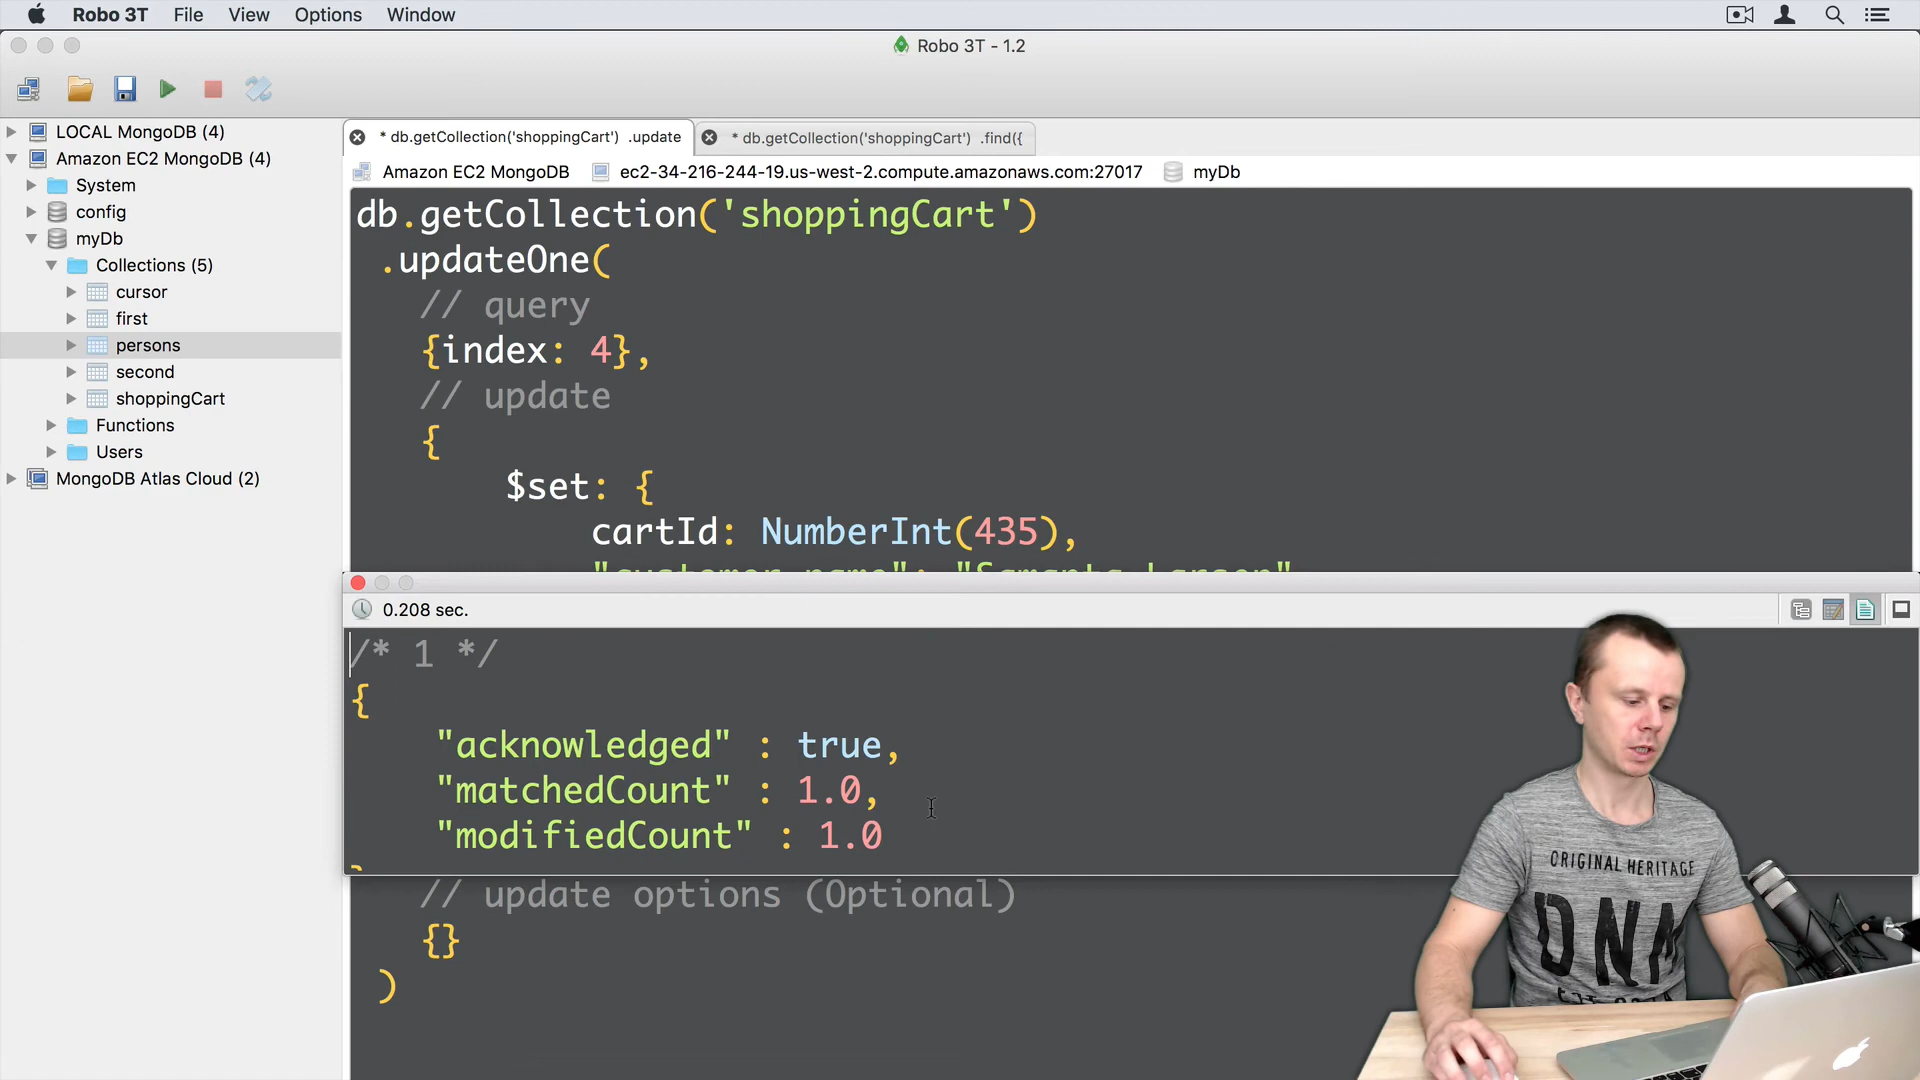 Robo 3T File View Options Window
Robo 3T - 1.2
LOCAL MongoDB (4)
Amazon EC2 MongoDB (4)
System
config
myDb
Collections (5)
cursor
first
persons
second
shoppingCart
Functions
Users
MongoDB Atlas Cloud (2)
* db.getCollection('shoppingCart') .update
* db.getCollection('shoppingCart') .find({
Amazon EC2 MongoDB ec2-34-216-244-19.us-west-2.compute.amazonaws.com:27017 myDb
db.getCollection('shoppingCart')
.updateOne(
// query
{index: 4},
// update
{
$set: {
cartId: NumberInt(435),
0.208 sec.
/* 1 */
{
"acknowledged" : true,
"matchedCount" : 1.0,
"modifiedCount" : 1.0
// update options (Optional)
{}
)
ORIGINAL HERITAGE
DNM